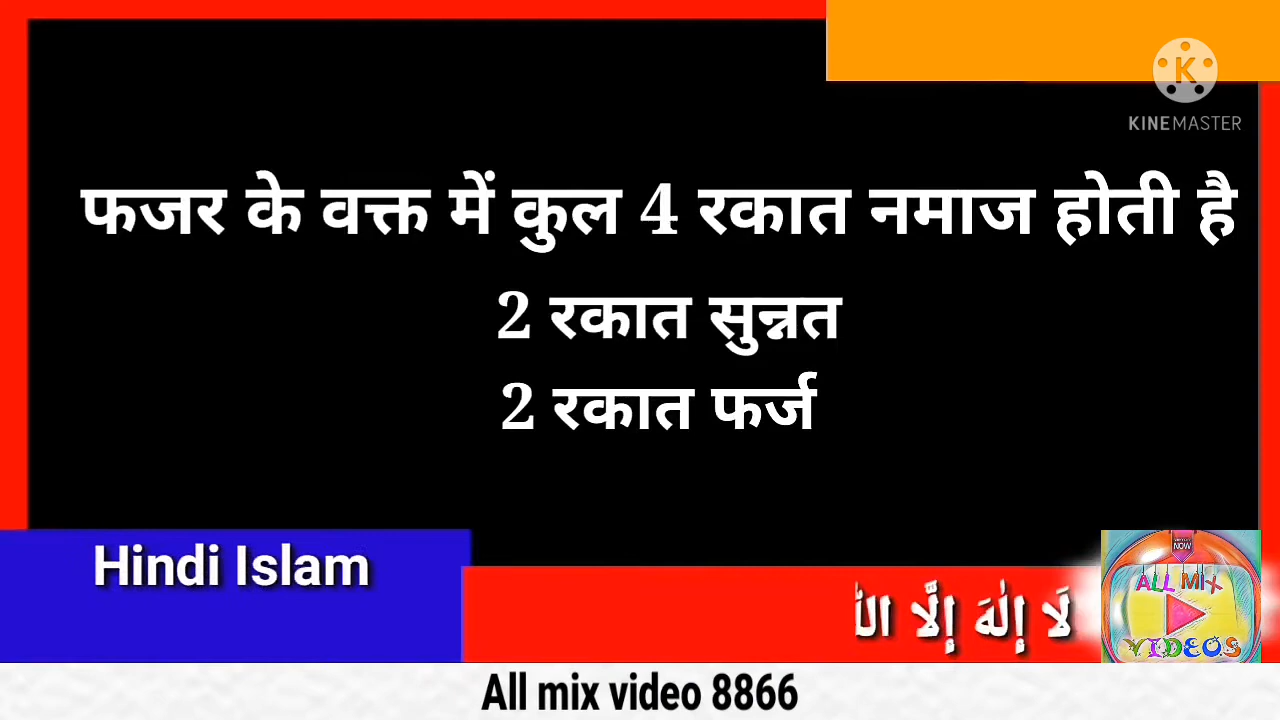 KINEMASTER
फजर के वक्त में कुल 4 रकात नमाज होती है
2 रकात सुन्नत
2 रकात फर्ज
Hindi Islam
لَا إِلٰهَ إِلَّا
ALL MIX
VIDEOS
All mix video 8866